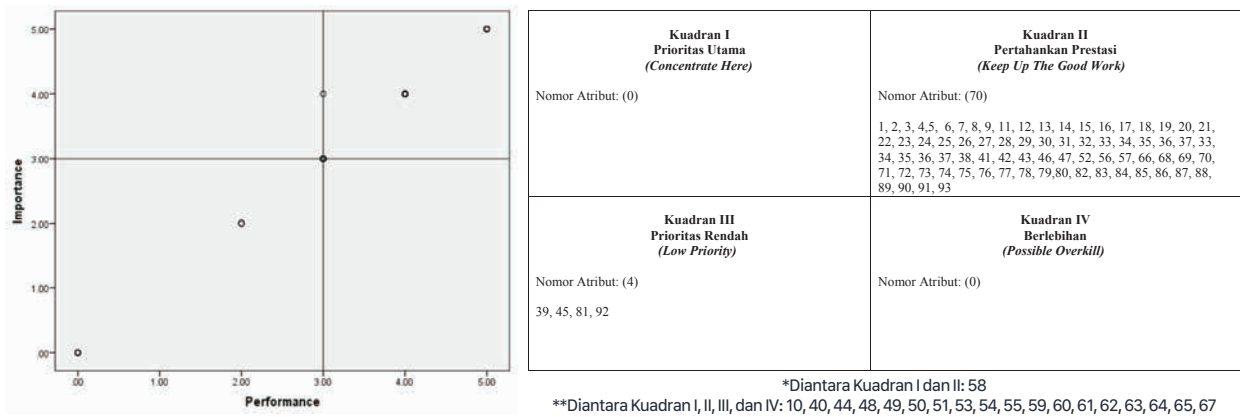 5.00
4.00
3.00
2.00
1.00
.00
Importance
.00 1.00 2.00 3.00 4.00 5.00
Performance
Kuadran I
Prioritas Utama
(Concentrate Here)
Nomor Atribut: (0)
Kuadran II
Pertahankan Prestasi
(Keep Up The Good Work)
Nomor Atribut: (70)
1, 2, 3, 4,5, 6, 7, 8, 9, 11, 12, 13, 14, 15, 16, 17, 18, 19, 20, 21,
22, 23, 24, 25, 26, 27, 28, 29, 30, 31, 32, 33, 34, 35, 36, 37, 33,
34, 35, 36, 37, 38, 41, 42, 43, 46, 47, 52, 56, 57, 66, 68, 69, 70,
71, 72, 73, 74, 75, 76, 77, 78, 79,80, 82, 83, 84, 85, 86, 87, 88,
89, 90, 91, 93
Kuadran III
Prioritas Rendah
(Low Priority)
Nomor Atribut: (4)
39, 45, 81, 92
Kuadran IV
Berlebihan
(Possible Overkill)
Nomor Atribut: (0)
*Diantara Kuadran I dan II: 58
**Diantara Kuadran I, II, III, dan IV: 10, 40, 44, 48, 49, 50, 51, 53, 54, 55, 59, 60, 61, 62, 63, 64, 65, 67